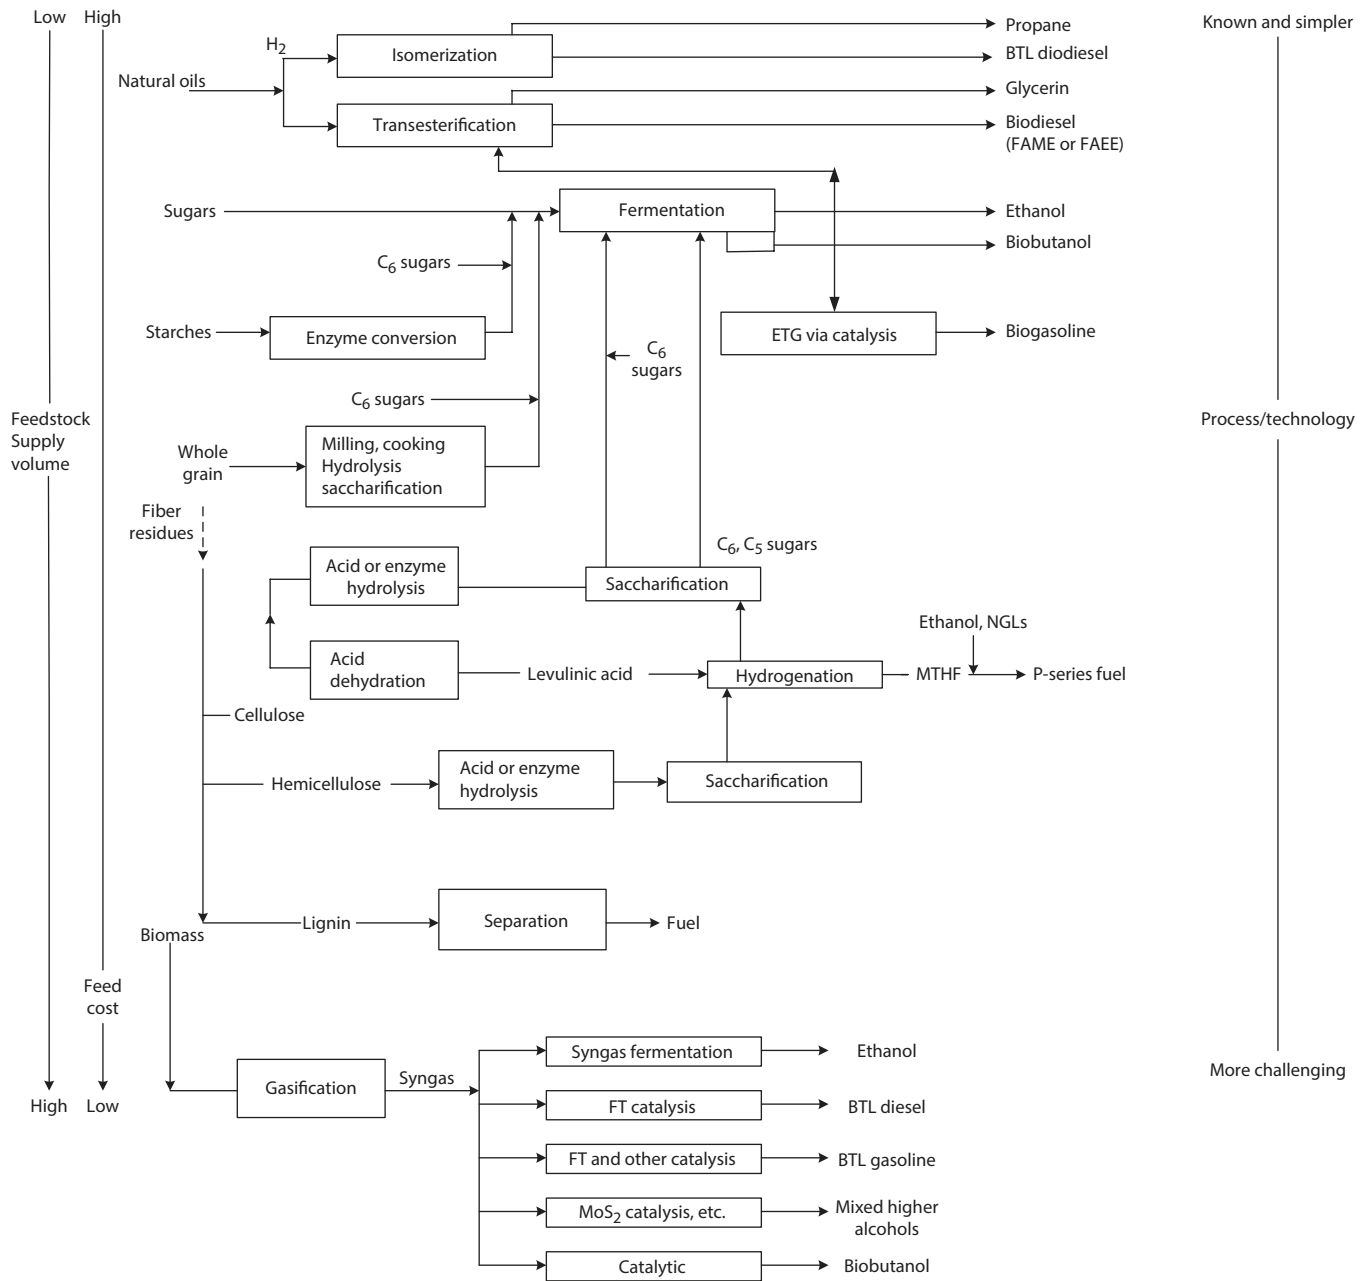 Low
High
H2
Natural oils
Isomerization
Propane
BTL diodiesel
Known and simpler
Transesterification
Glycerin
Biodiesel
(FAME or FAEE)
Sugars
Fermentation
Ethanol
Biobutanol
C6 sugars
Starches
Enzyme conversion
C6
sugars
ETG via catalysis
Biogasoline
C6 sugars
Feedstock
Supply
volume
Process/technology
Whole
grain
Milling, cooking
Hydrolysis
saccharification
Fiber
residues
C6, C5 sugars
Acid or enzyme
hydrolysis
Saccharification
Ethanol, NGLs
Acid
dehydration
Levulinic acid
Hydrogenation
MTHF
P-series fuel
Cellulose
Hemicellulose
Acid or enzyme
hydrolysis
Saccharification
Lignin
Separation
Fuel
Biomass
Feed
cost
Gasification
Syngas
Syngas fermentation
Ethanol
More challenging
High
Low
FT catalysis
BTL diesel
FT and other catalysis
BTL gasoline
MoS2 catalysis, etc.
Mixed higher
alcohols
Catalytic
Biobutanol